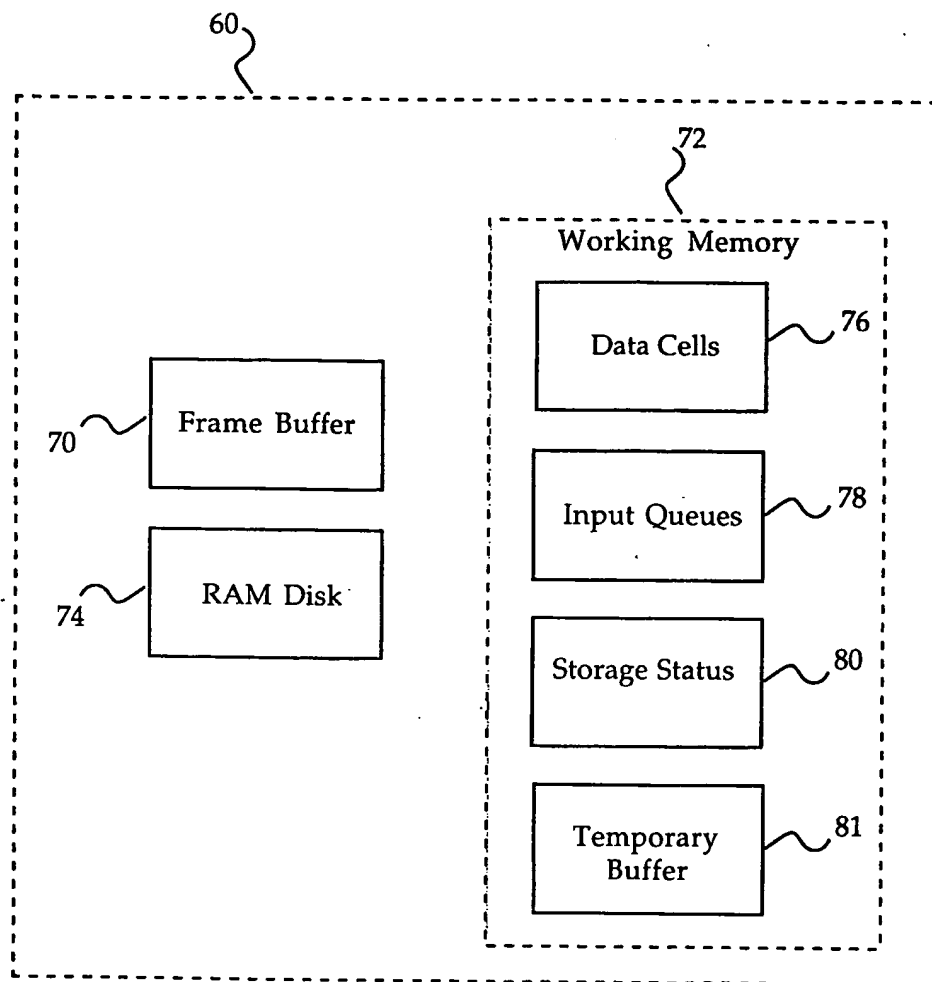 60
72
Working Memory
Data Cells
76
Frame Buffer
70
Input Queues
78
RAM Disk
74
Storage Status
80
Temporary
Buffer
81